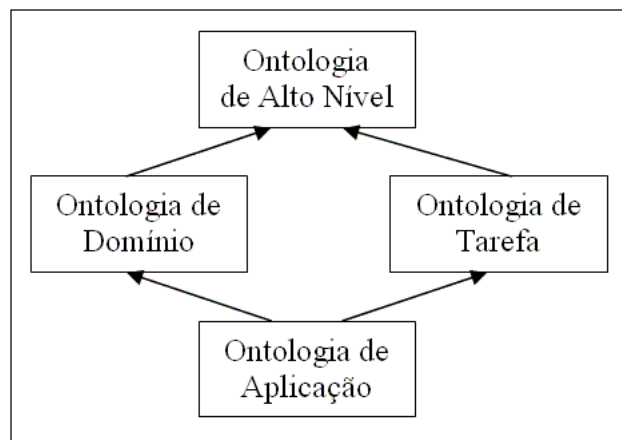 Ontologia
de Alto Nível
Ontologia de
Domínio
Ontologia de
Tarefa
Ontologia de
Aplicação